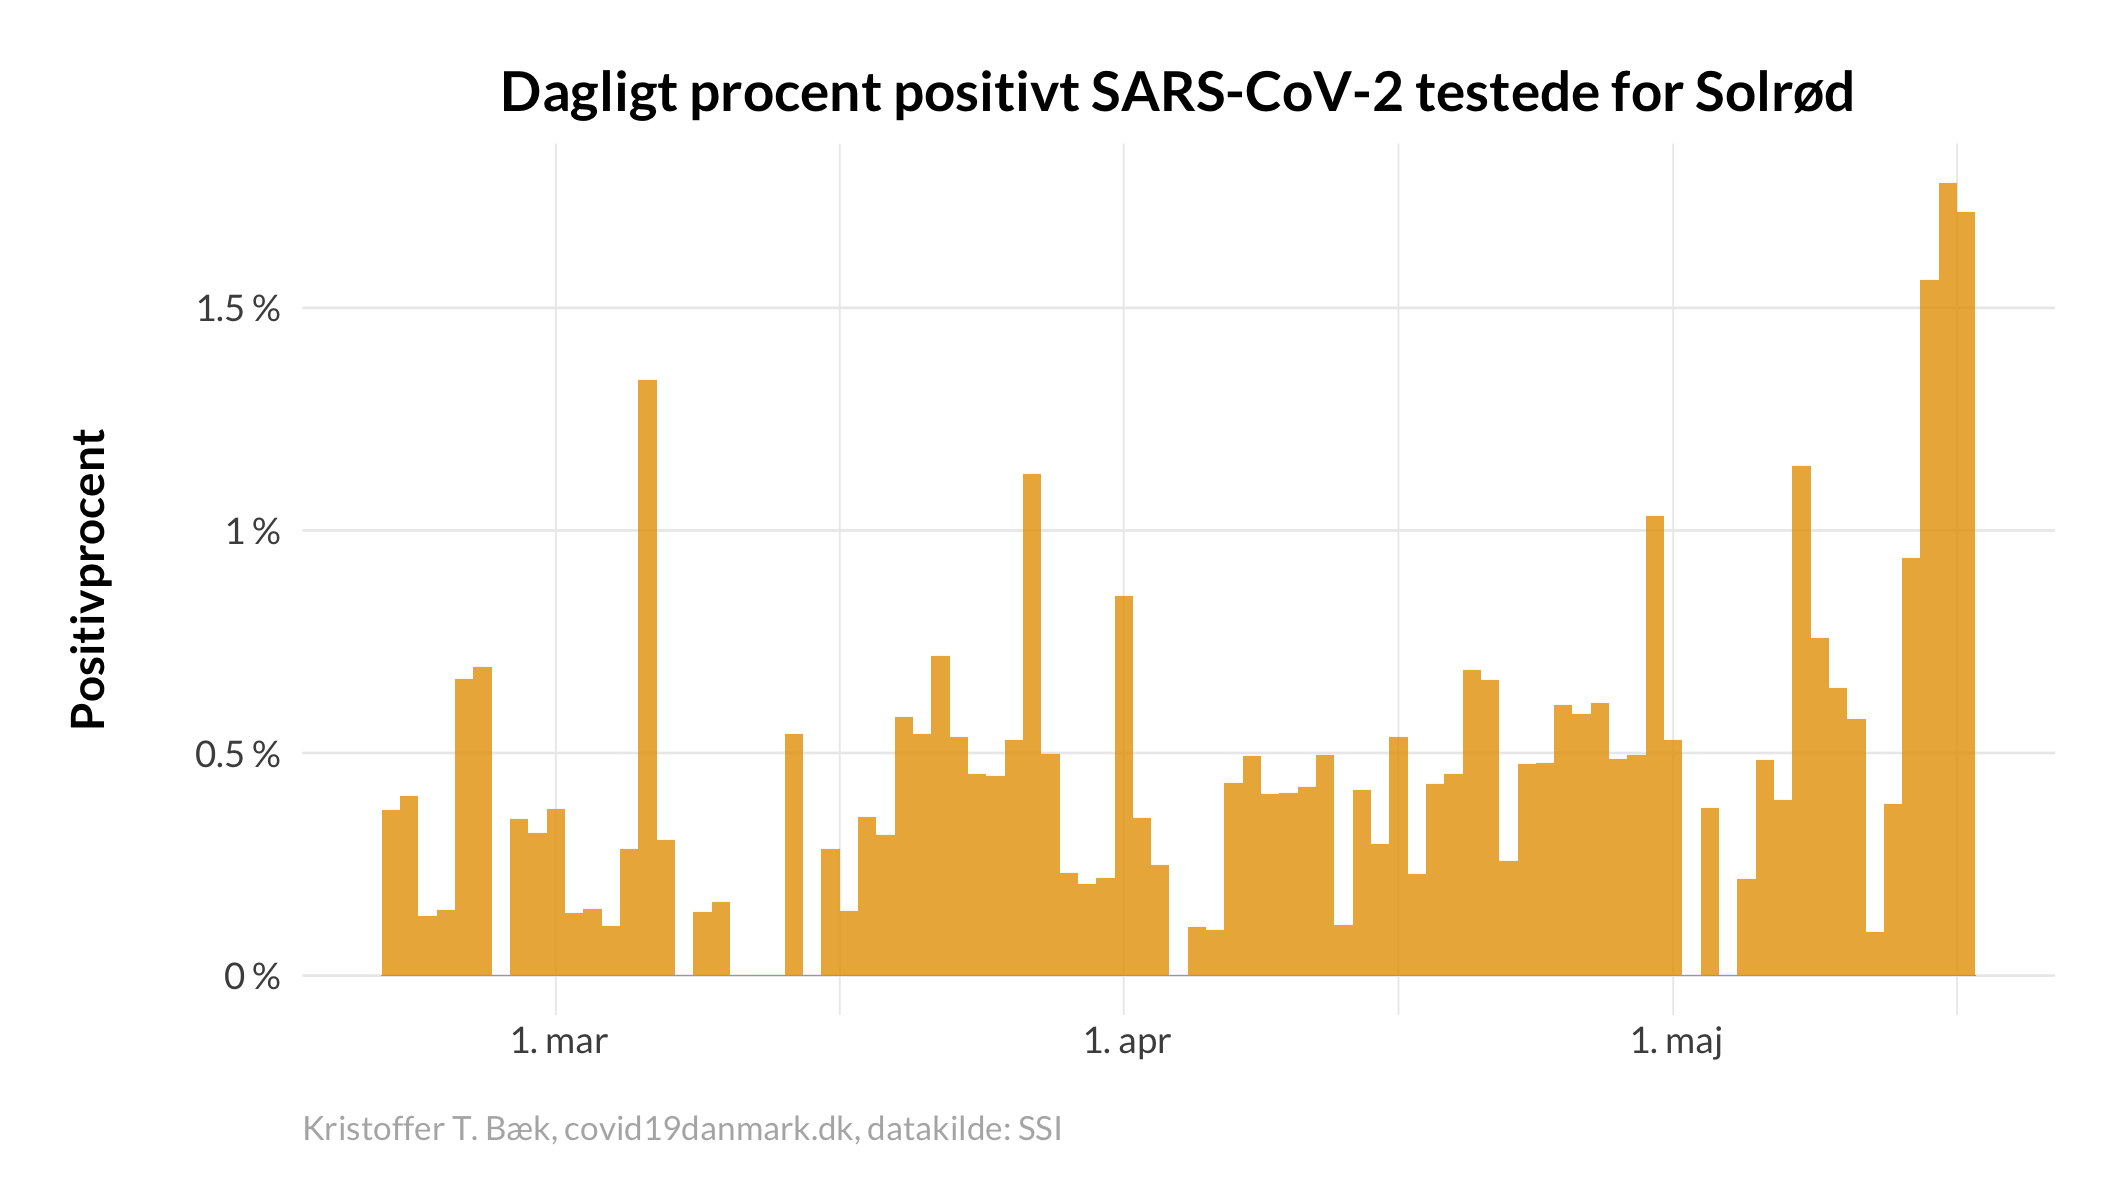 Dagligt procent positivt SARS-CoV-2 testede for Solrød
Positivprocent
1.5 %
1 %
0.5 %
0 %
1. mar
1. apr
1. maj
Kristoffer T. Bæk, covid19danmark.dk, datakilde: SSI